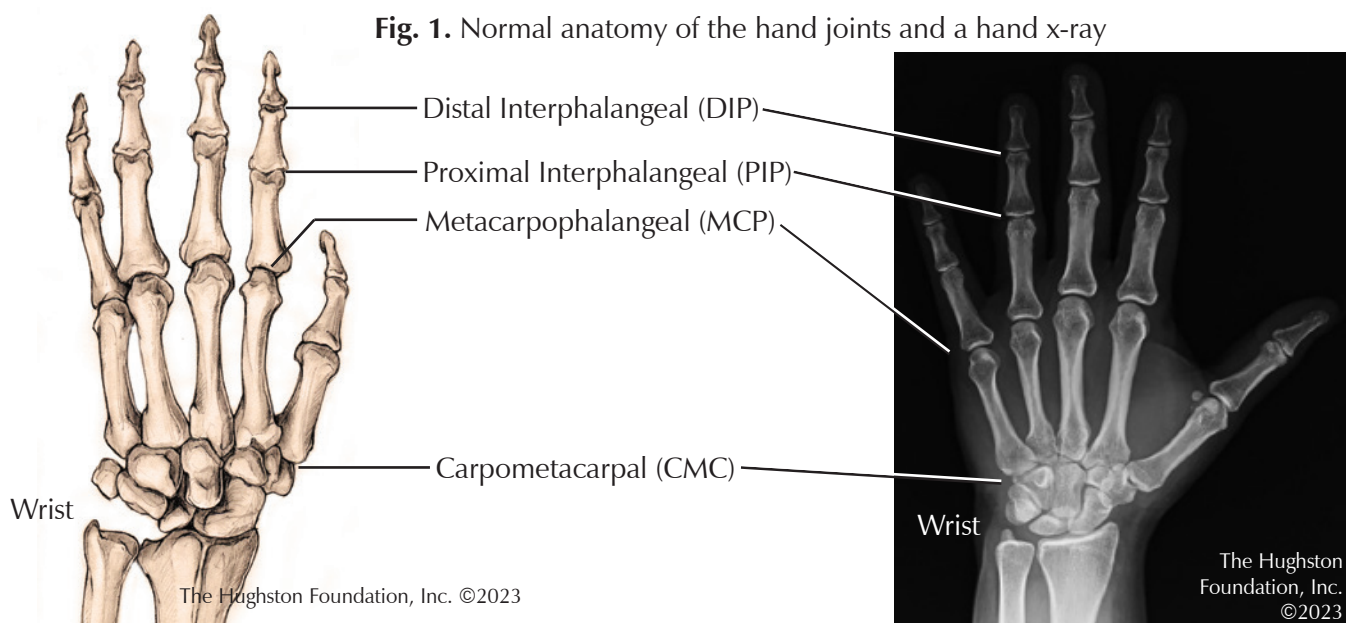 Fig. 1. Normal anatomy of the hand joints and a hand x-ray
Distal Interphalangeal (DIP)
Proximal Interphalangeal (PIP)
Metacarpophalangeal (MCP)
Carpometacarpal (CMC)
Wrist
The Hughston Foundation, Inc. ©2023
Wrist
The Hughston
Foundation, Inc.
©2023